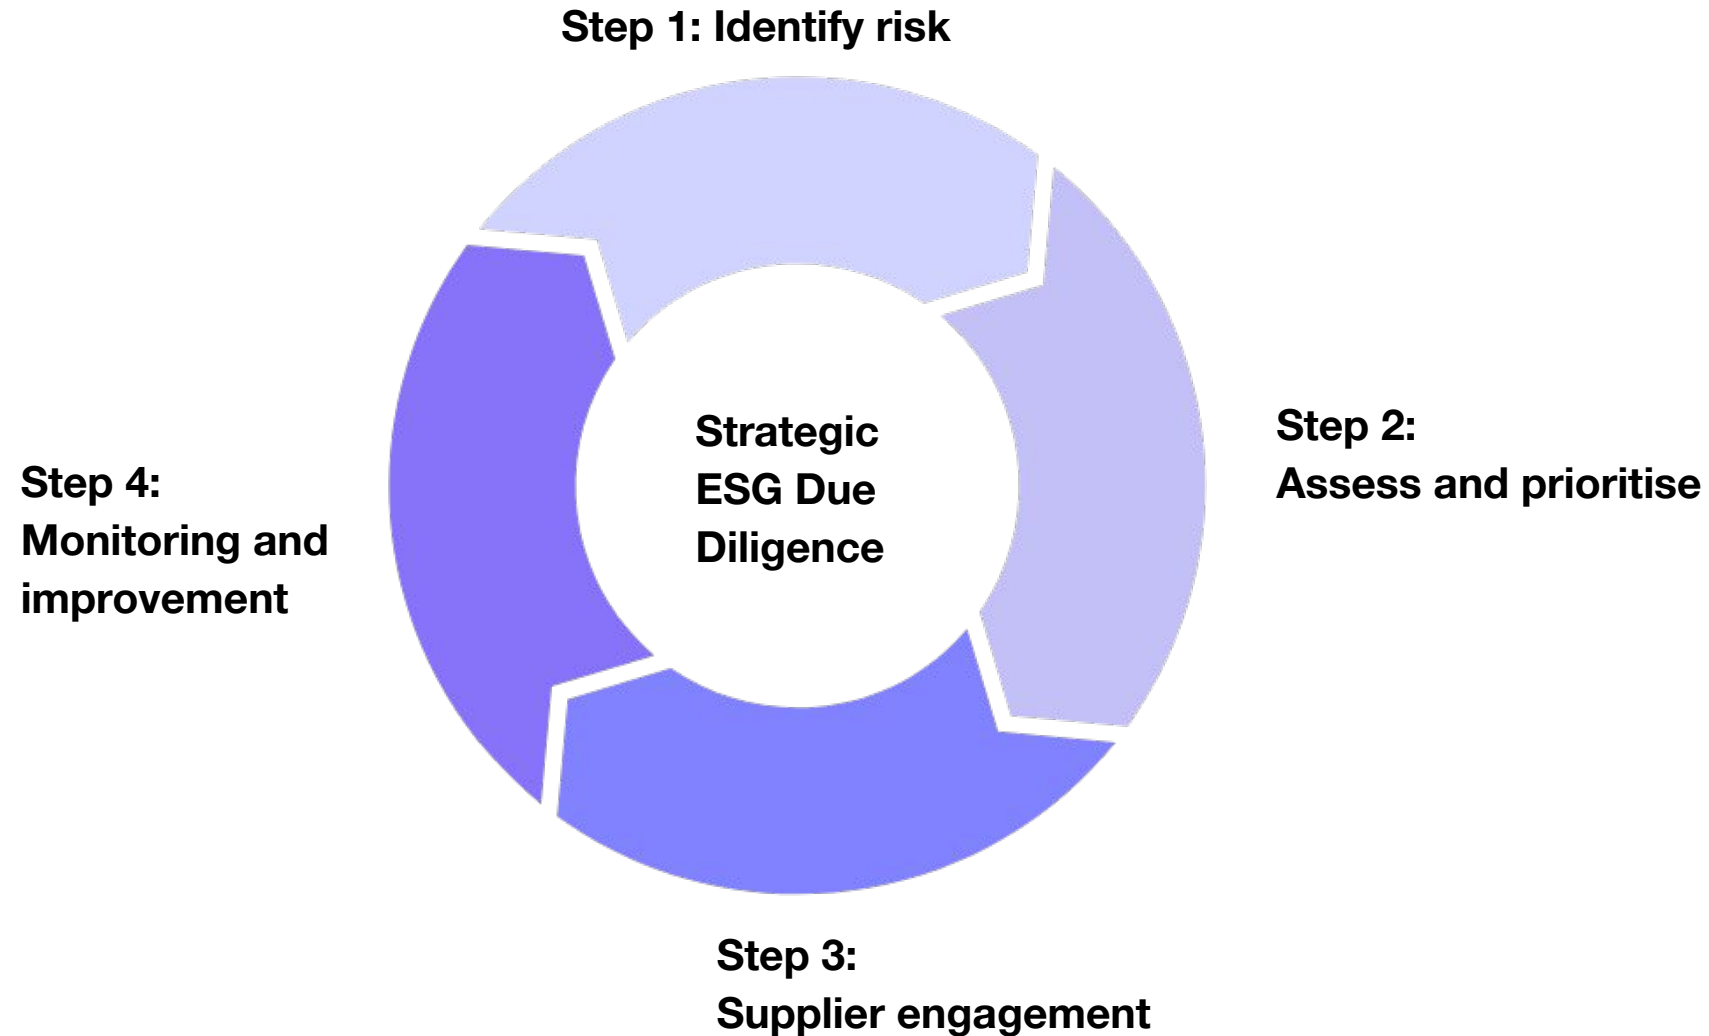 Step 1: Identify risk
Strategic
ESG Due
Diligence
Step 2:
Assess and prioritise
Step 3:
Supplier engagement
Step 4:
Monitoring and
improvement